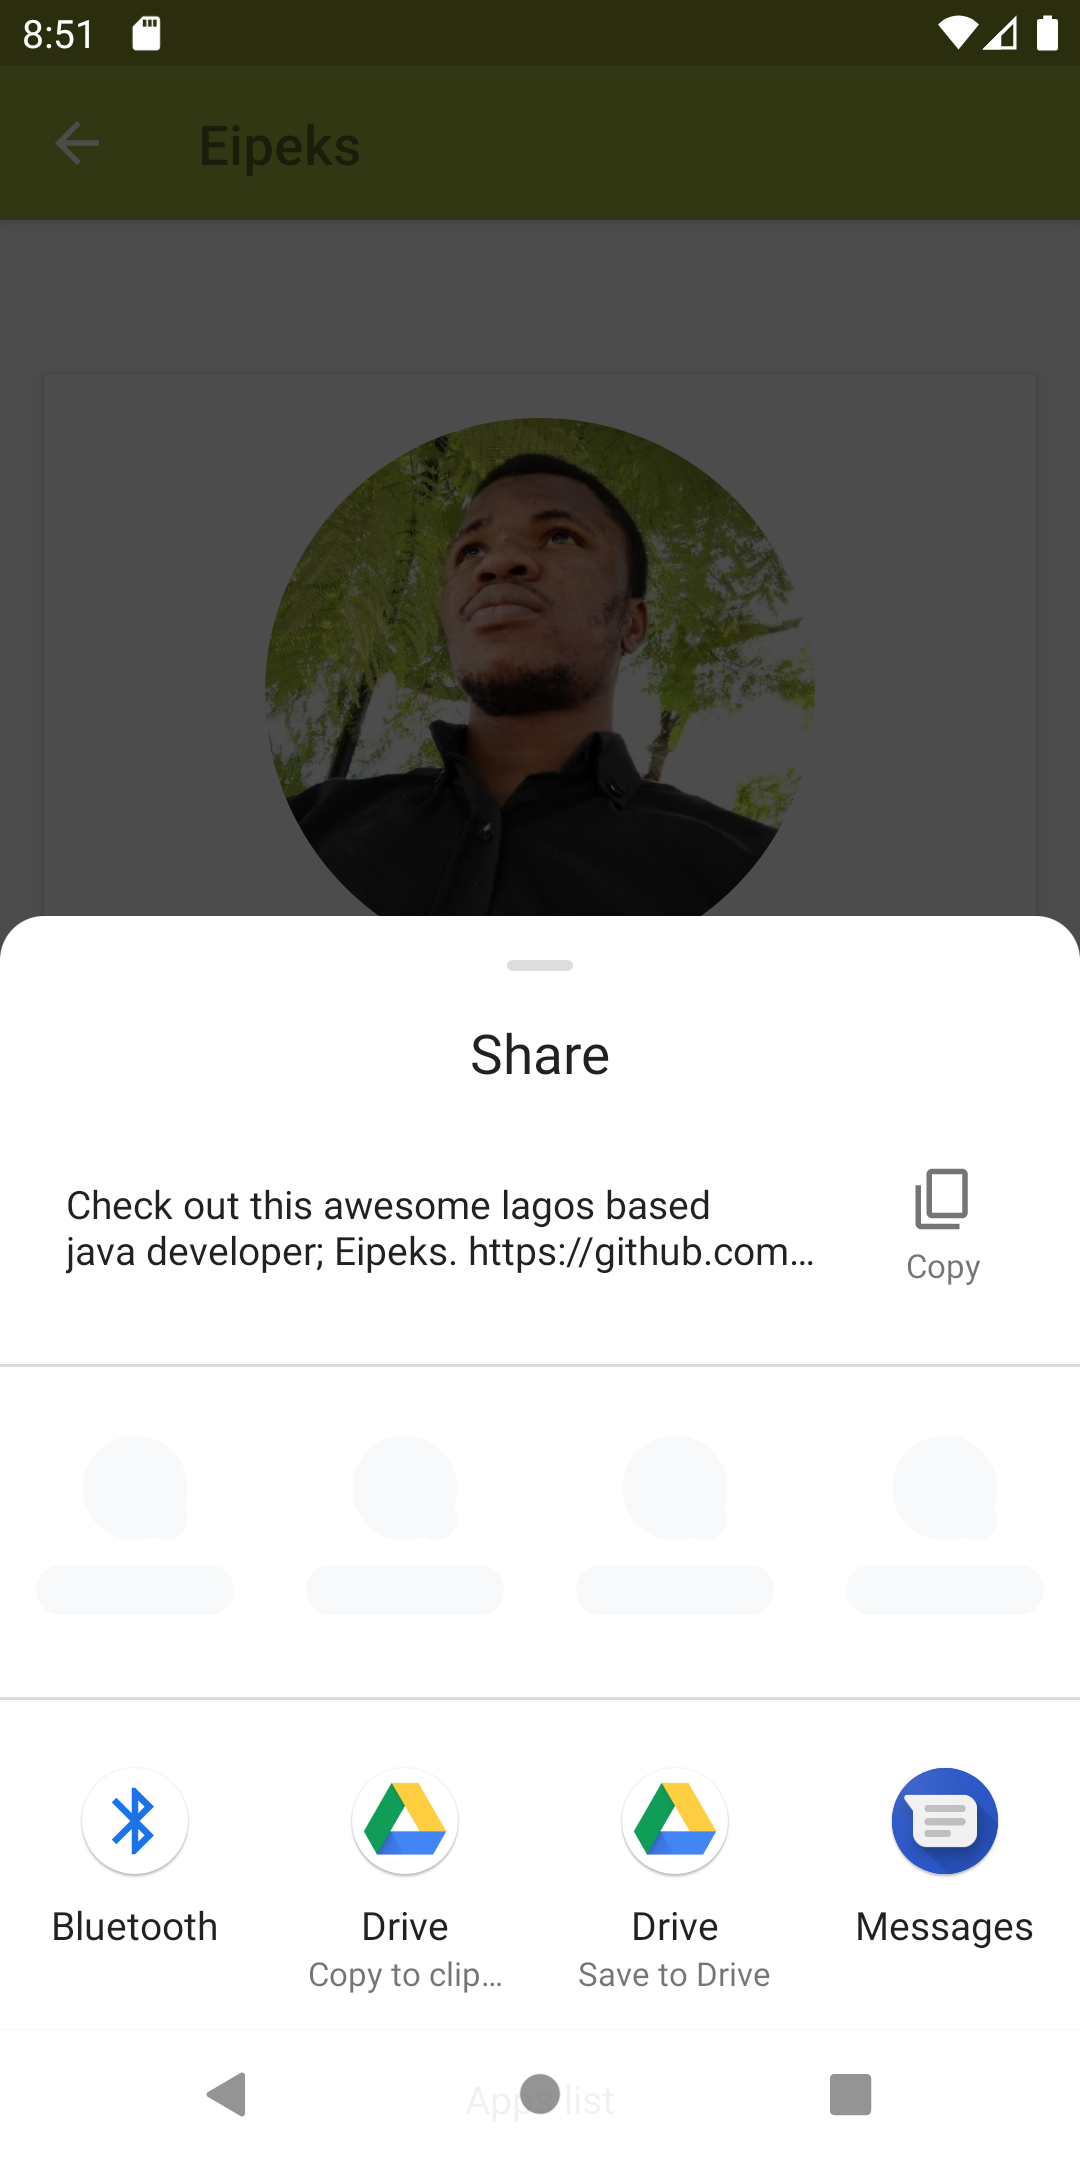 8:51
Eipeks
Share
Check out this awesome lagos based
java developer; Eipeks. https://github.com…
Copy
Bluetooth
Drive
Copy to clip…
Drive
Save to Drive
Messages
Apps list